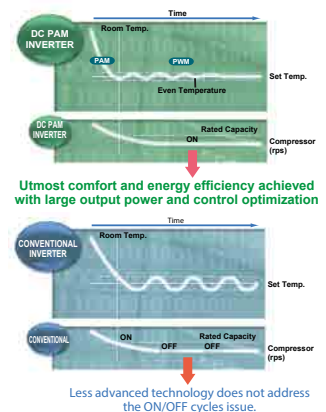 Time
DC PAM
INVERTER
Room Temp.
PAM
PWM
Set Temp.
Even Temperature
DC PAM
INVERTER
Rated Capacity
ON
Compressor
(rps)
Utmost comfort and energy efficiency achieved
with large output power and control optimization
Time
CONVENTIONAL
INVERTER
Room Temp.
Set Temp.
CONVENTIONAL
ON
Rated Capacity
OFF
OFF
Compressor
(rps)
Less advanced technology does not address
the ON/OFF cycles issue.